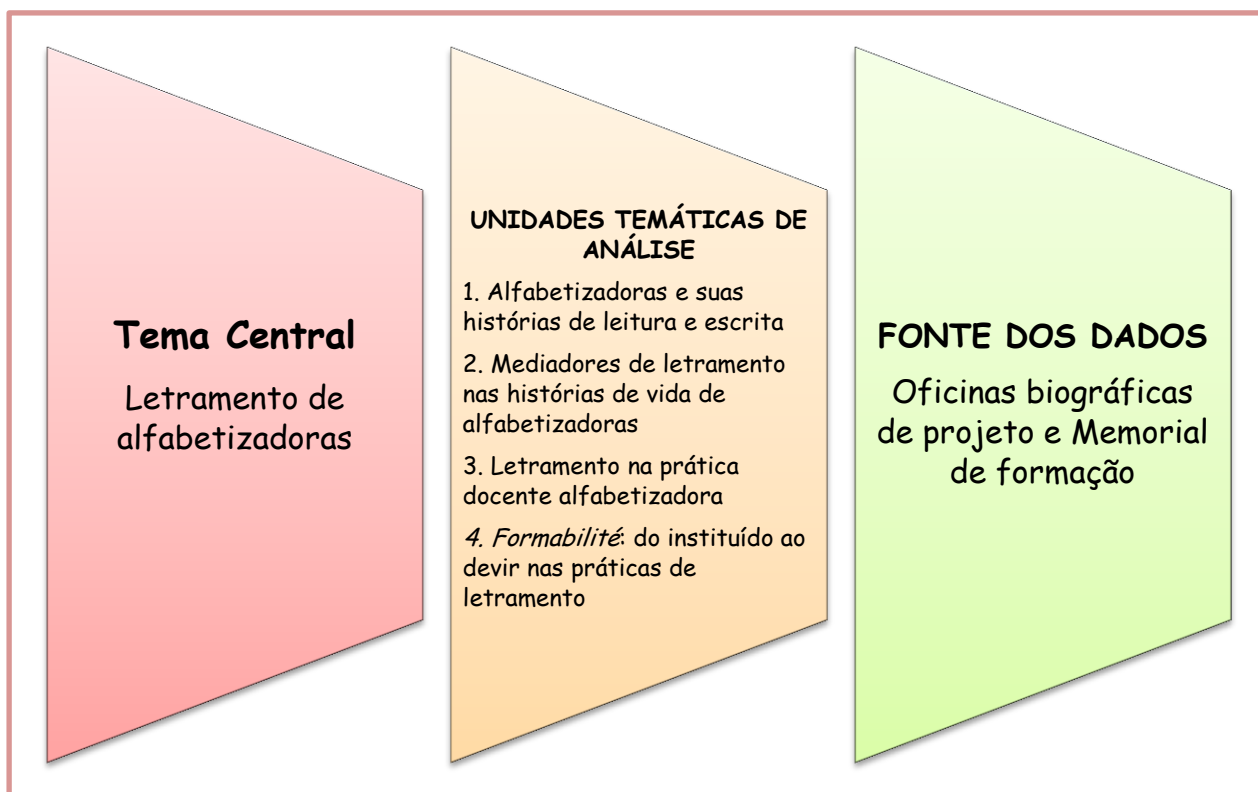 Tema Central
Letramento de
alfabetizadoras
UNIDADES TEMÁTICAS DE
ANÁLISE
1. Alfabetizadoras e suas
histórias de leitura e escrita
2. Mediadores de letramento
nas histórias de vida de
alfabetizadoras
3. Letramento na prática
docente alfabetizadora
4. Formabilité: do instituído ao
devir nas práticas de
letramento
FONTE DOS DADOS
Oficinas biográficas
de projeto e Memorial
de formação